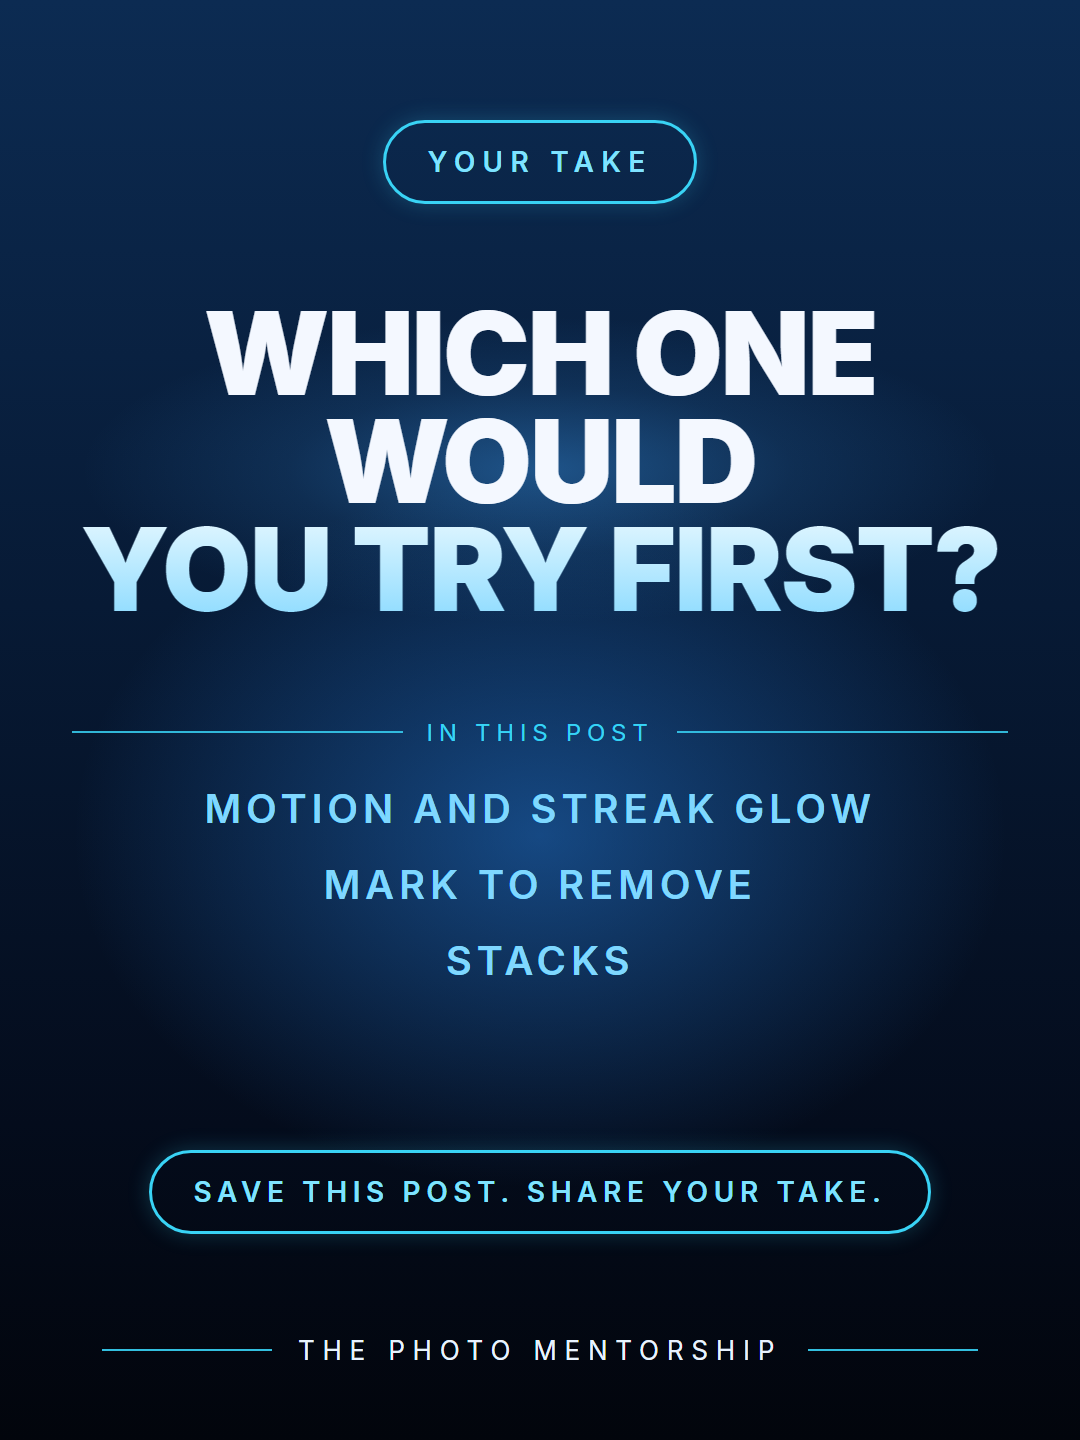 YOUR TAKE
WHICH ONE
WOULD
YOU TRY FIRST?
IN THIS POST
MOTION AND STREAK GLOW
MARK TO REMOVE
STACKS
SAVE THIS POST. SHARE YOUR TAKE.
THE PHOTO MENTORSHIP